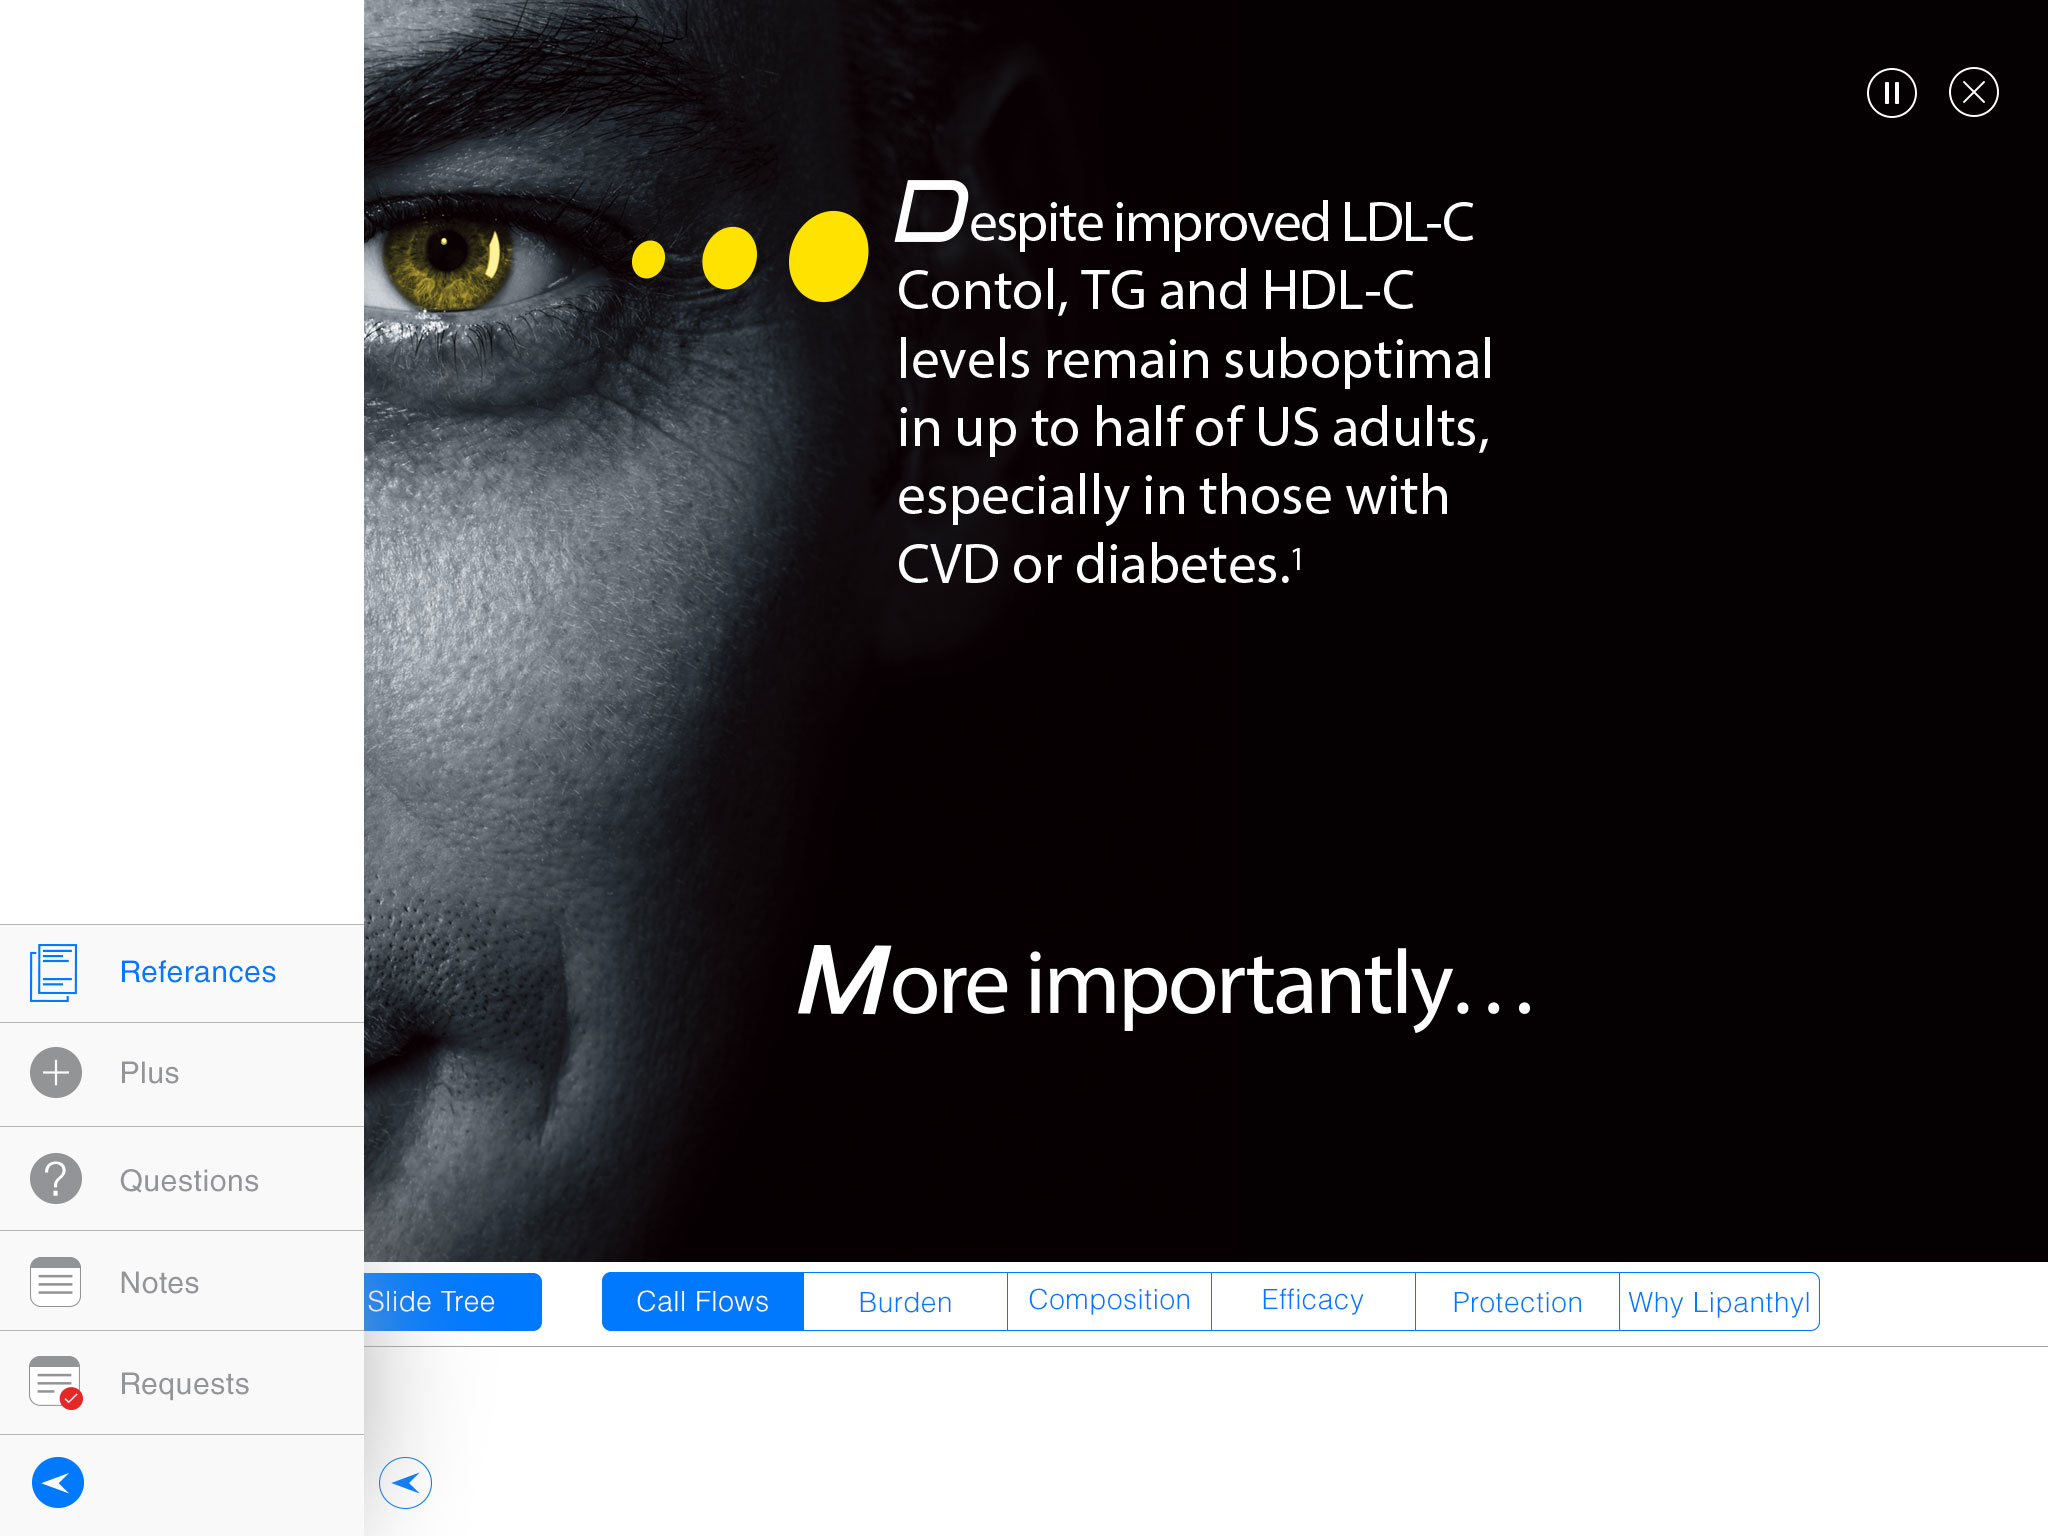 Despite improved LDL-C
Contol, TG and HDL-C
levels remain suboptimal
in up to half of US adults,
especially in those with
CVD or diabetes.1
More importantly...
Referances
Plus
Questions
Notes
Requests
Slide Tree
Call Flows
Burden
Composition
Efficacy
Protection
Why Lipanthyl